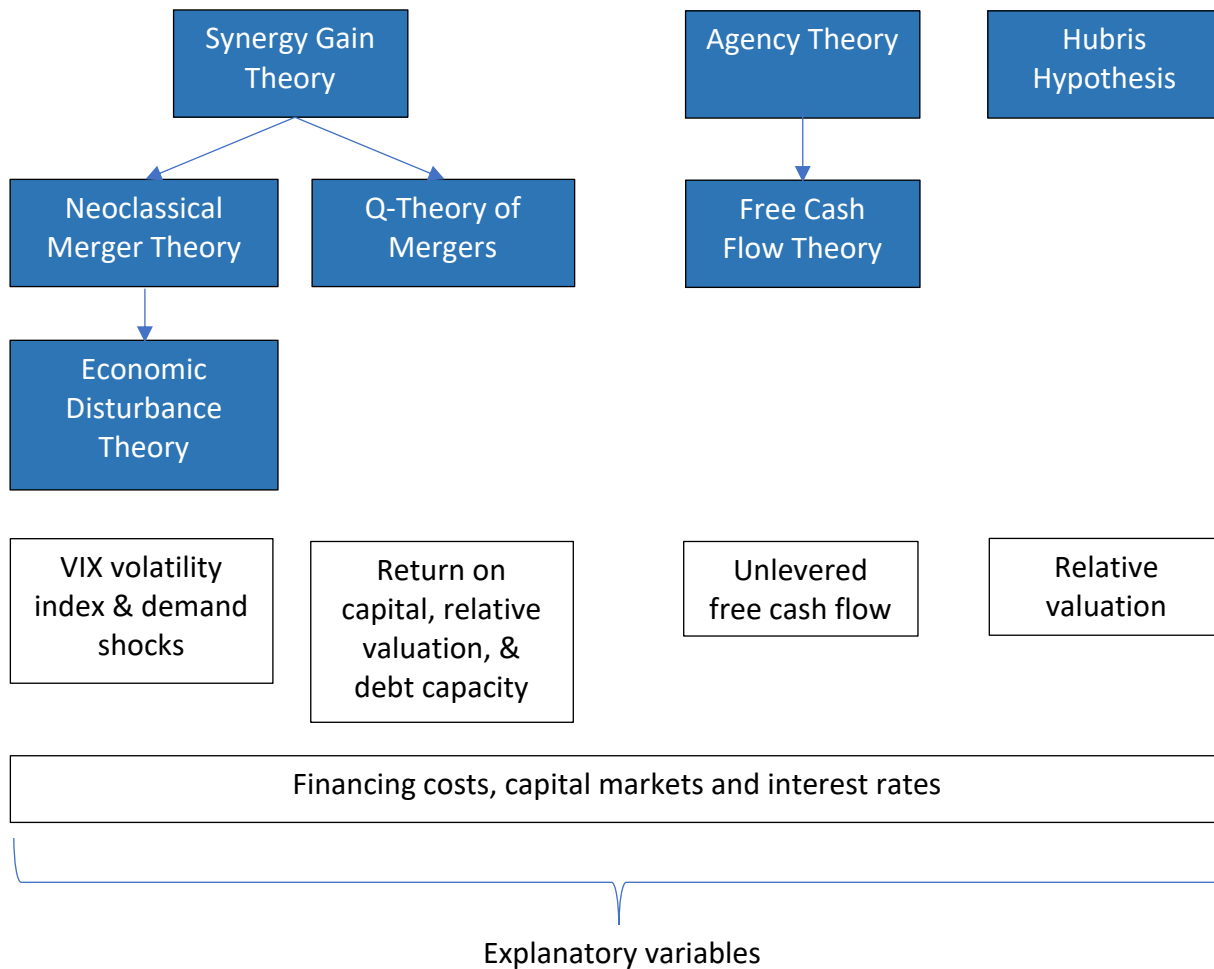 Synergy Gain
Theory
Agency Theory
Hubris
Hypothesis
Neoclassical
Merger Theory
Q-Theory of
Mergers
Free Cash
Flow Theory
Economic
Disturbance
Theory
VIX volatility
index & demand
shocks
Return on
capital, relative
valuation, &
debt capacity
Unlevered
free cash flow
Relative
valuation
Financing costs, capital markets and interest rates
Explanatory variables